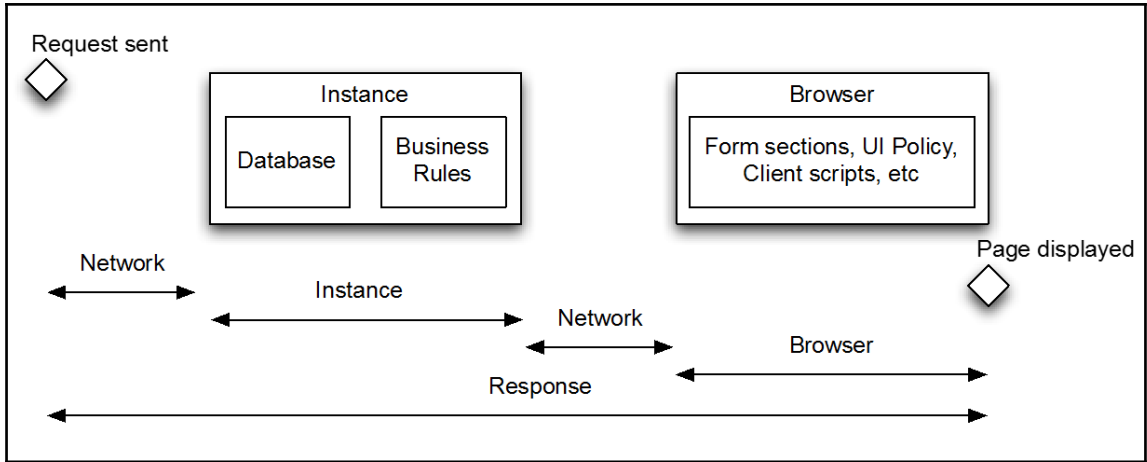 Request sent
Instance
Browser
Database
Business
Rules
Form sections, UI Policy,
Client scripts, etc
Page displayed
Network
Instance
Network
Browser
Response